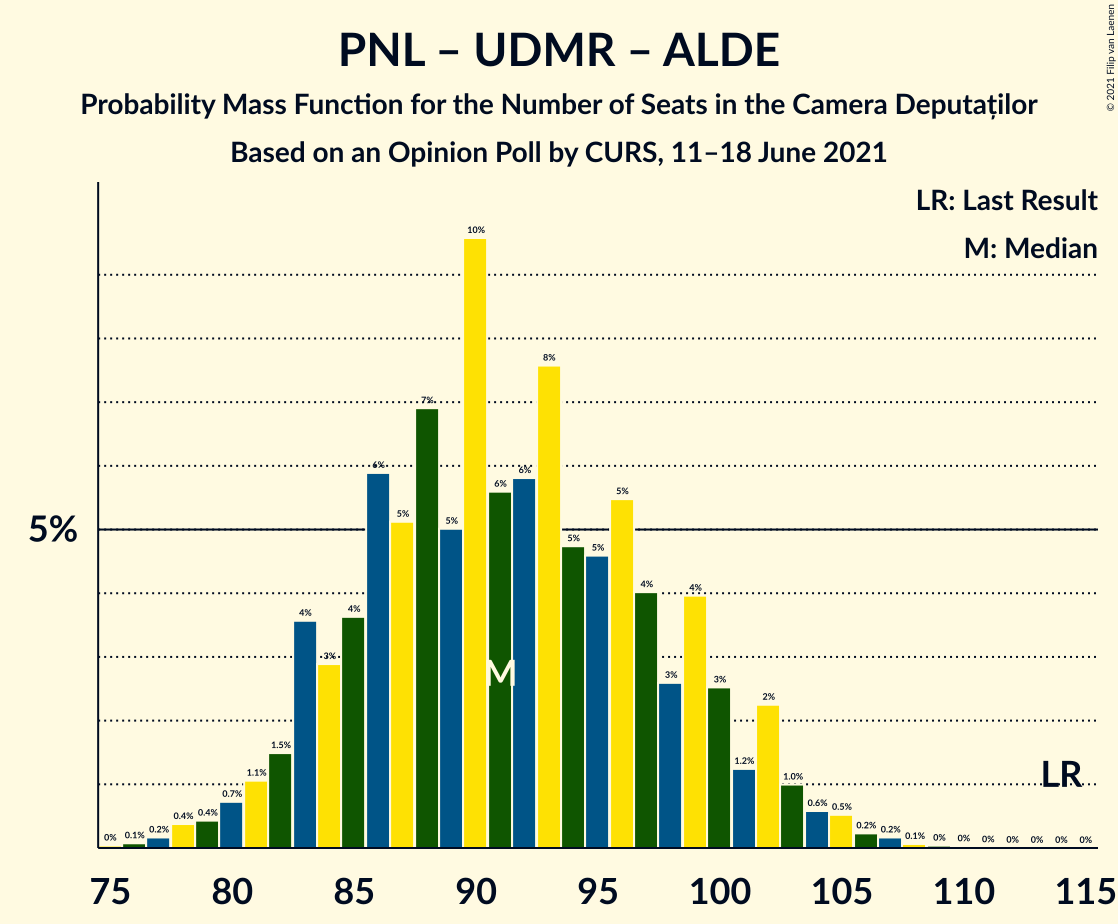 PNL – UDMR – ALDE
Probability Mass Function for the Number of Seats in the Camera Deputaților
Based on an Opinion Poll by CURS, 11–18 June 2021
© 2021 Filip van Laenen
LR: Last Result
M: Median
5%
0% 0.1% 0.2% 0.4% 0.4% 0.7% 1.1% 1.5% 4% 3% 4% 6% 5% 7% 5% 10% 6% 6% 8% 5% 5% 5% 4% 3% 4% 3% 1.2% 2% 1.0% 0.6% 0.5% 0.2% 0.2% 0.1% 0% 0% 0% 0% 0% 0% 0%
M
LR
75 80 85 90 95 100 105 110 115